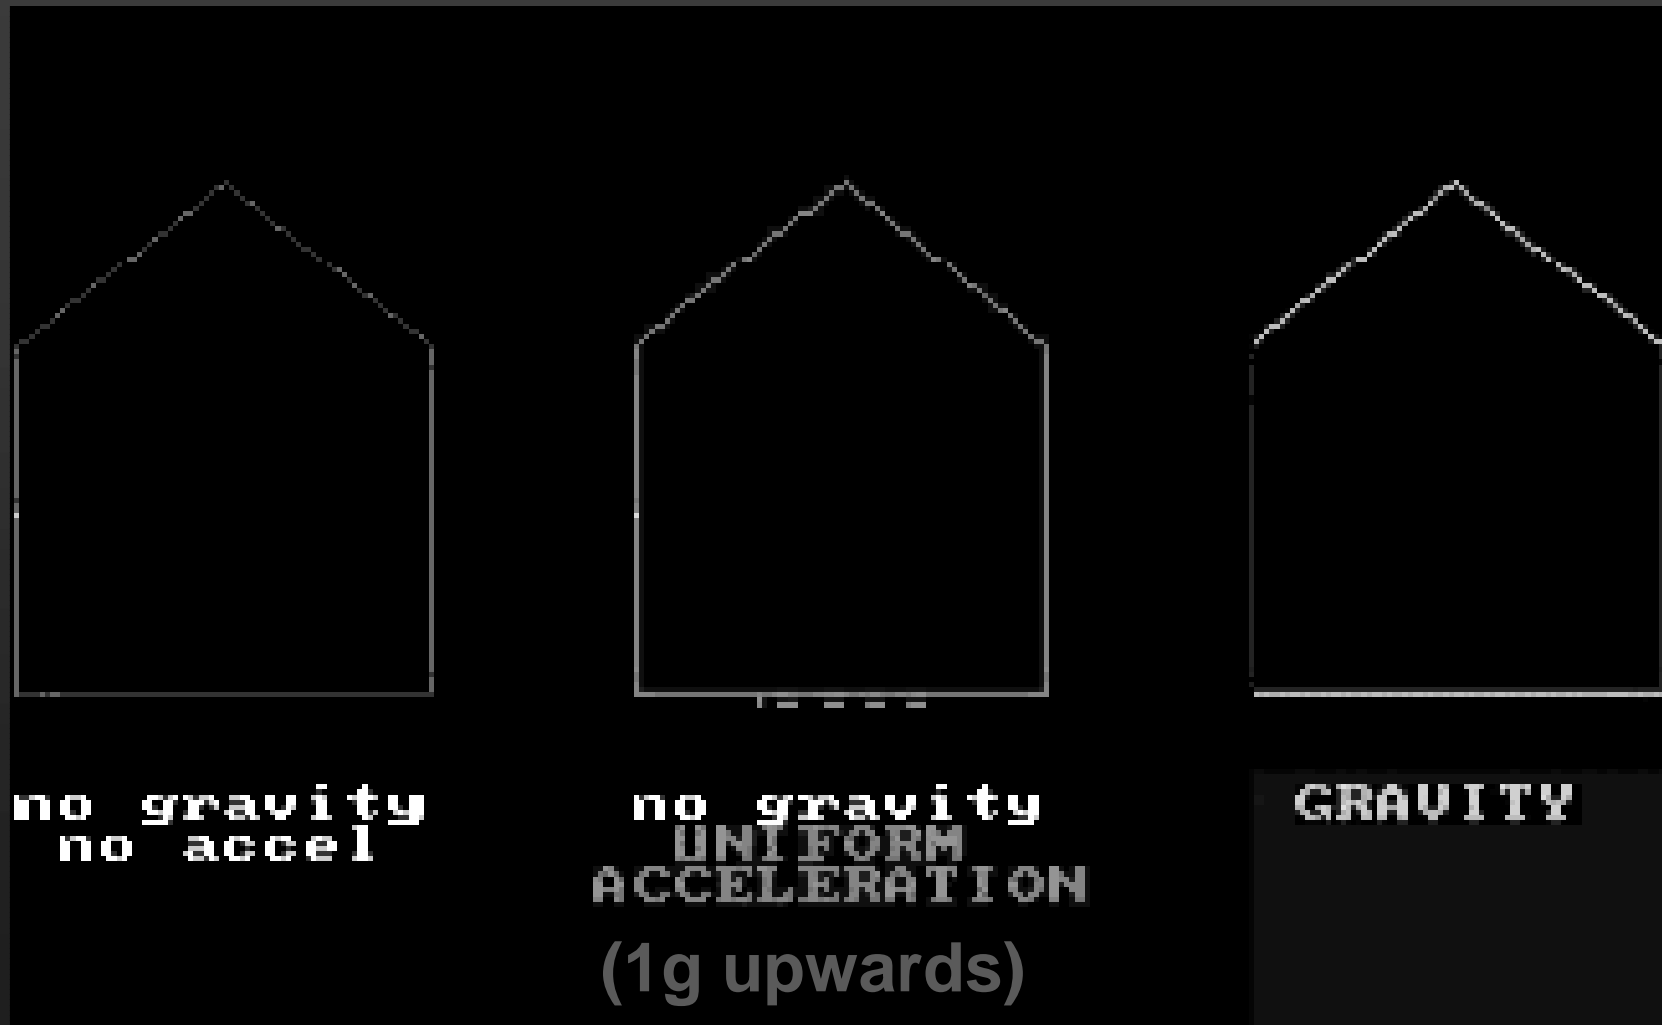 no gravity
no accel
no gravity
UNIFORM
ACCELERATION
(1g upwards)
GRAVITY